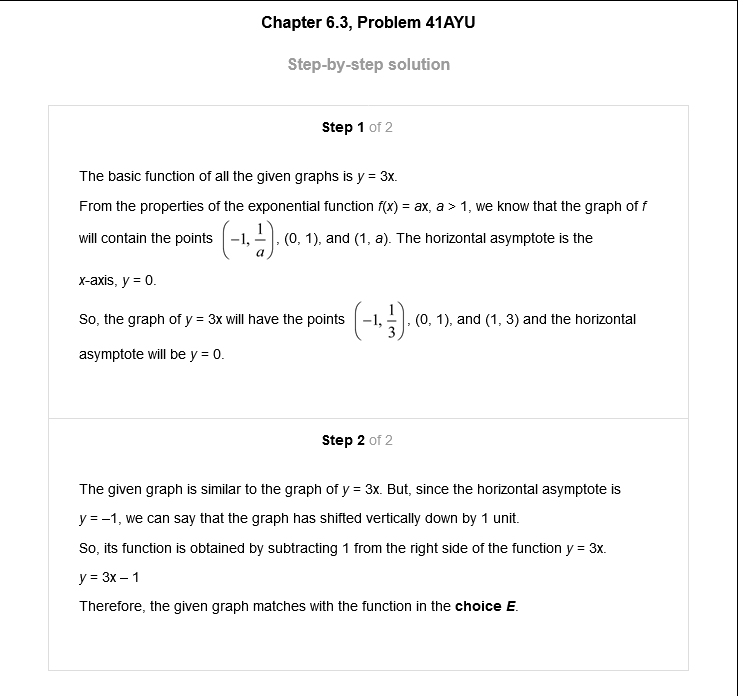 Chapter 6.3, Problem 41AYU
Step-by-step solution
Step 1 of 2
The basic function of all the given graphs is y = 3x.
From the properties of the exponential function f(x) = ax, a > 1, we know that the graph of f
will contain the points (−1, 1/a), (0, 1), and (1, a). The horizontal asymptote is the
x-axis, y = 0.
So, the graph of y = 3x will have the points (−1, 1/3), (0, 1), and (1, 3) and the horizontal
asymptote will be y = 0.
Step 2 of 2
The given graph is similar to the graph of y = 3x. But, since the horizontal asymptote is
y = –1, we can say that the graph has shifted vertically down by 1 unit.
So, its function is obtained by subtracting 1 from the right side of the function y = 3x.
y = 3x – 1
Therefore, the given graph matches with the function in the choice E.